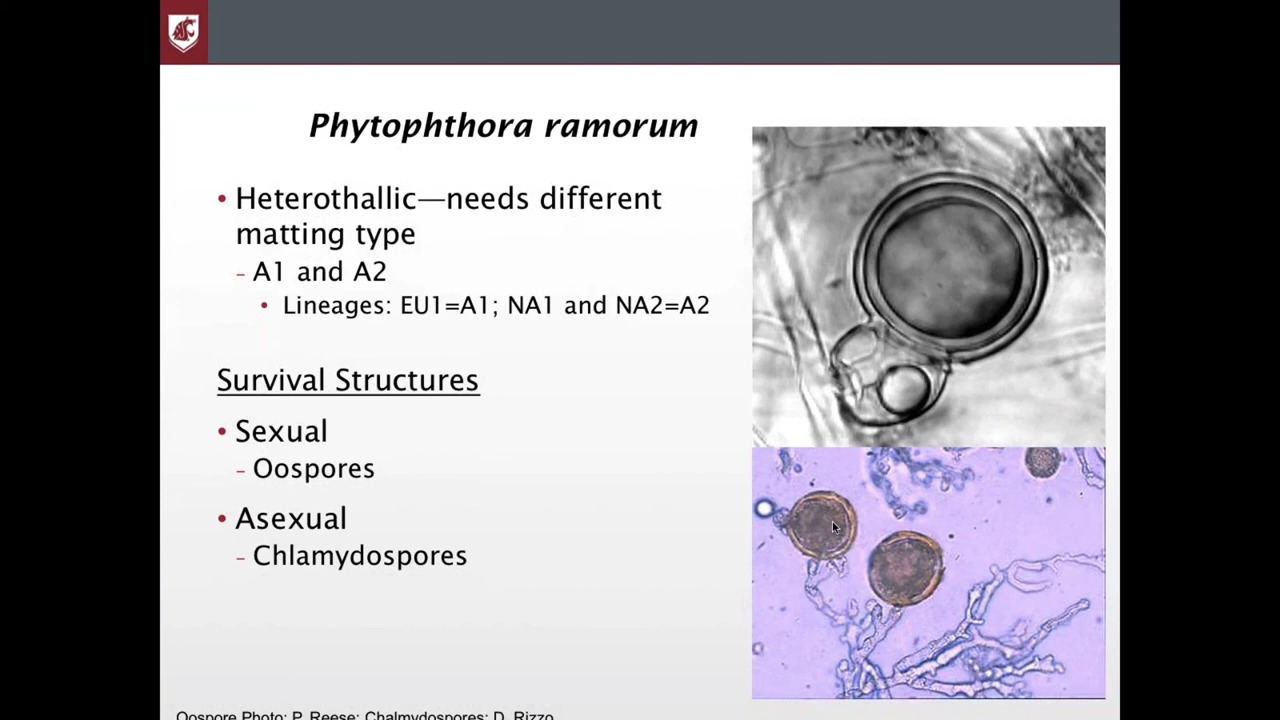 Phytophthora ramorum
• Heterothallic—needs different
matting type
– A1 and A2
• Lineages: EU1=A1; NA1 and NA2=A2
Survival Structures
• Sexual
– Oospores
• Asexual
– Chlamydospores
Oospore Photo: P. Reese; Chalmydospores: D. Rizzo